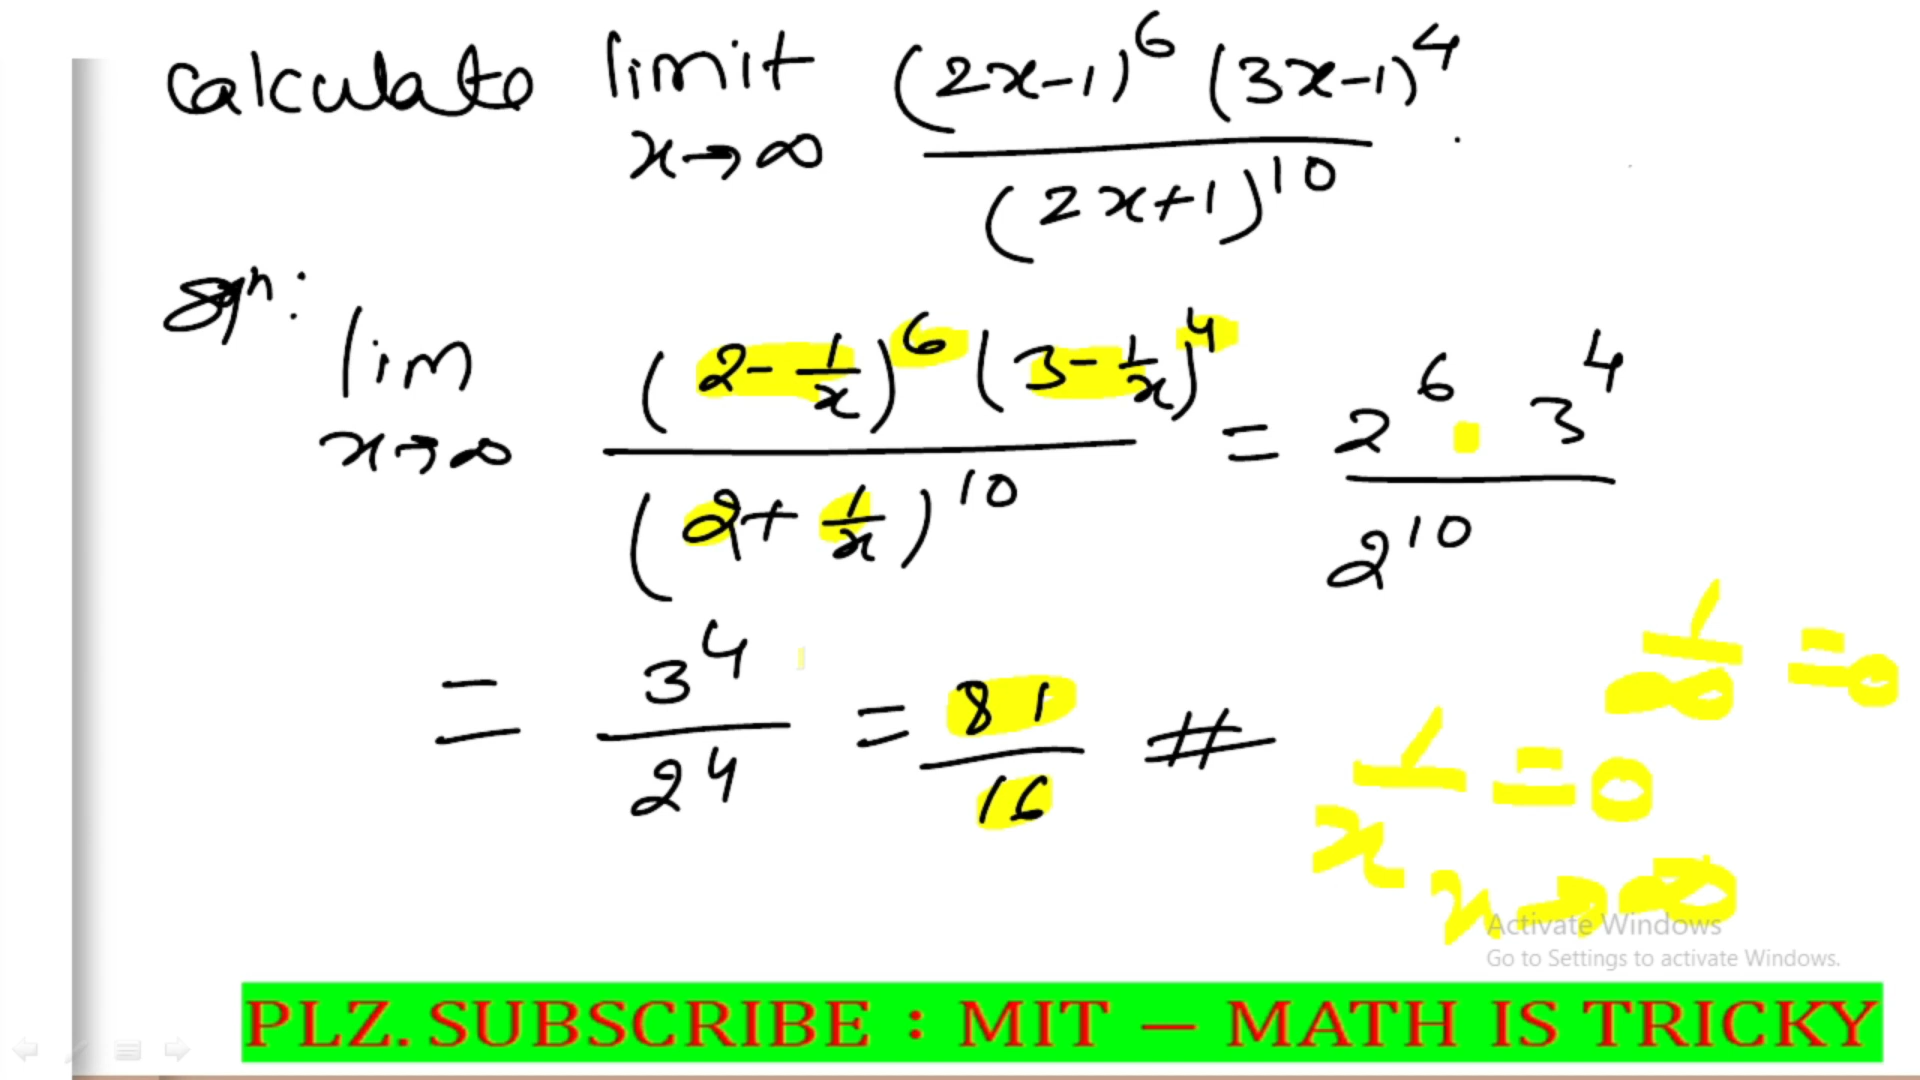 calculate limit x→∞ (2x-1)^6 (3x-1)^4 / (2x+1)^10 .
Solⁿ:
lim x→∞ (2 - 1/x)^6 (3 - 1/x)^4 / (2 + 1/x)^10 = 2^6 · 3^4 / 2^10
= 3^4 / 2^4 = 81 / 16 #
1/∞ = 0
1/x = 0
x→∞
Activate Windows
Go to Settings to activate Windows.
PLZ. SUBSCRIBE : MIT – MATH IS TRICKY